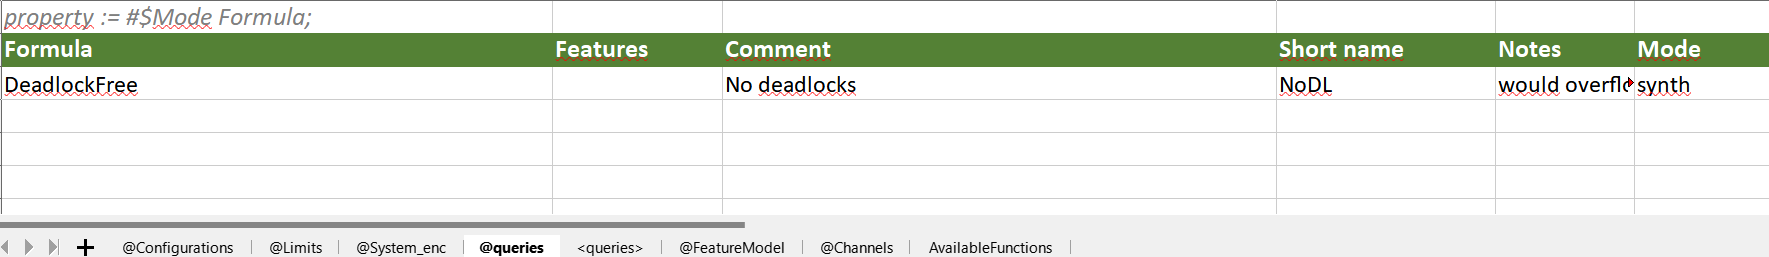 property := #$Mode Formula;
Formula Features Comment Short name Notes Mode
DeadlockFree No deadlocks NoDL would synth
@Configurations @Limits @System_enc @queries <queries> @FeatureModel @Channels AvailableFunctions